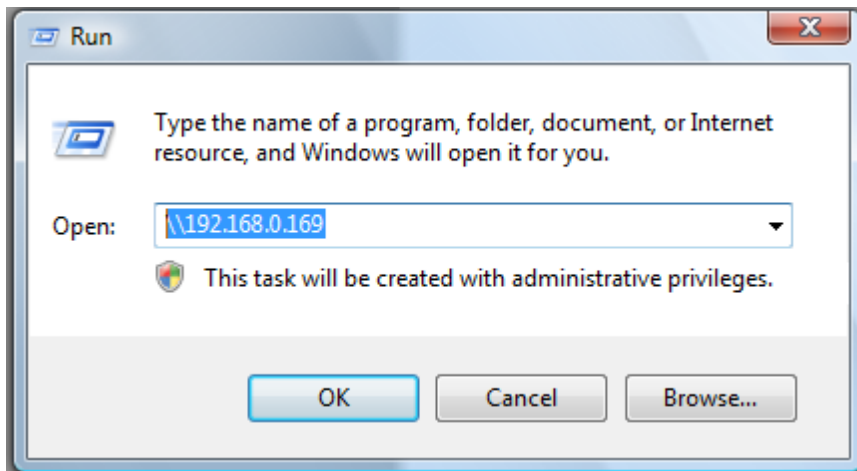 Run
Type the name of a program, folder, document, or Internet
resource, and Windows will open it for you.
Open: \\192.168.0.169
This task will be created with administrative privileges.
OK Cancel Browse...